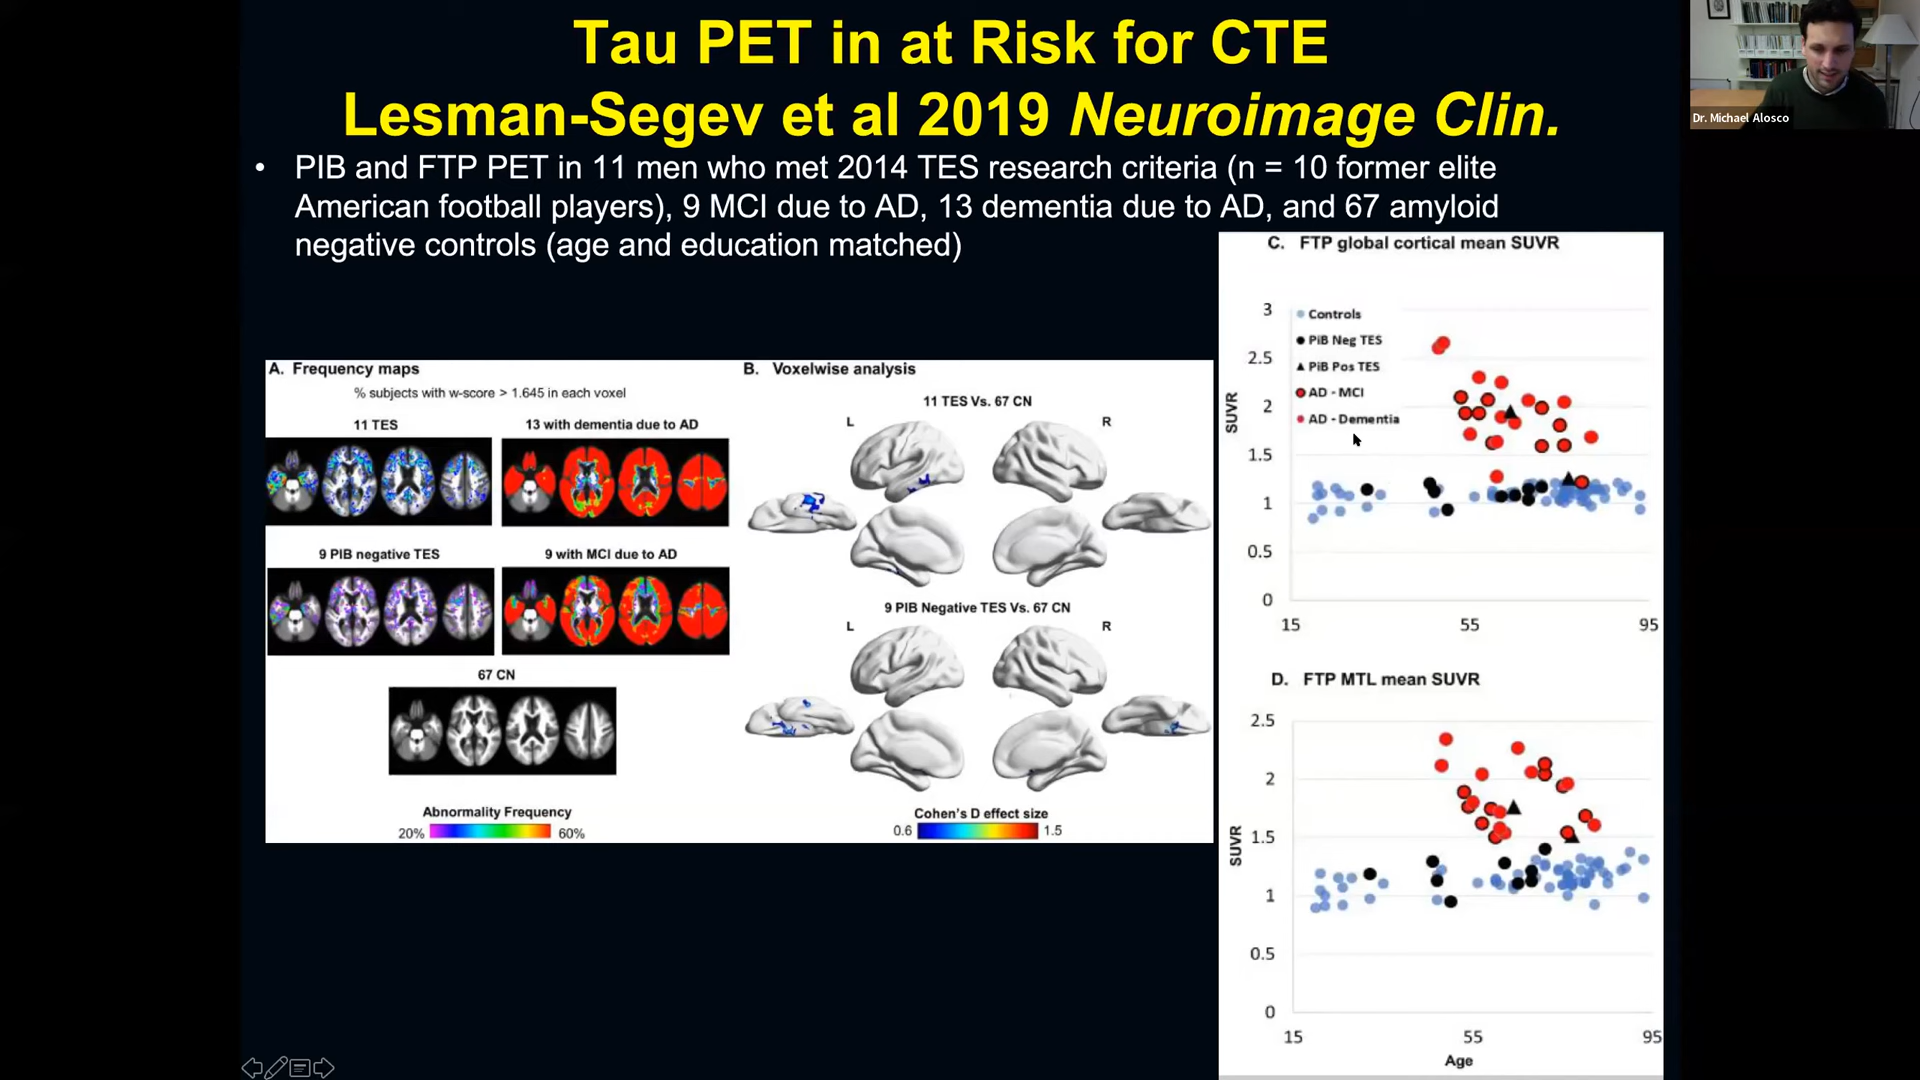 Tau PET in at Risk for CTE
Lesman-Segev et al 2019 Neuroimage Clin.
• PIB and FTP PET in 11 men who met 2014 TES research criteria (n = 10 former elite
American football players), 9 MCI due to AD, 13 dementia due to AD, and 67 amyloid
negative controls (age and education matched)
Dr. Michael Alosco
A. Frequency maps
% subjects with w-score > 1.645 in each voxel
11 TES
13 with dementia due to AD
9 PIB negative TES
9 with MCI due to AD
67 CN
Abnormality Frequency
20%
60%
B. Voxelwise analysis
11 TES Vs. 67 CN
L
R
9 PIB Negative TES Vs. 67 CN
L
R
Cohen's D effect size
0.6
1.5
C. FTP global cortical mean SUVR
SUVR
3
2.5
2
1.5
1
0.5
0
Controls
PiB Neg TES
PiB Pos TES
AD - MCI
AD - Dementia
15
55
95
D. FTP MTL mean SUVR
SUVR
2.5
2
1.5
1
0.5
0
15
55
95
Age